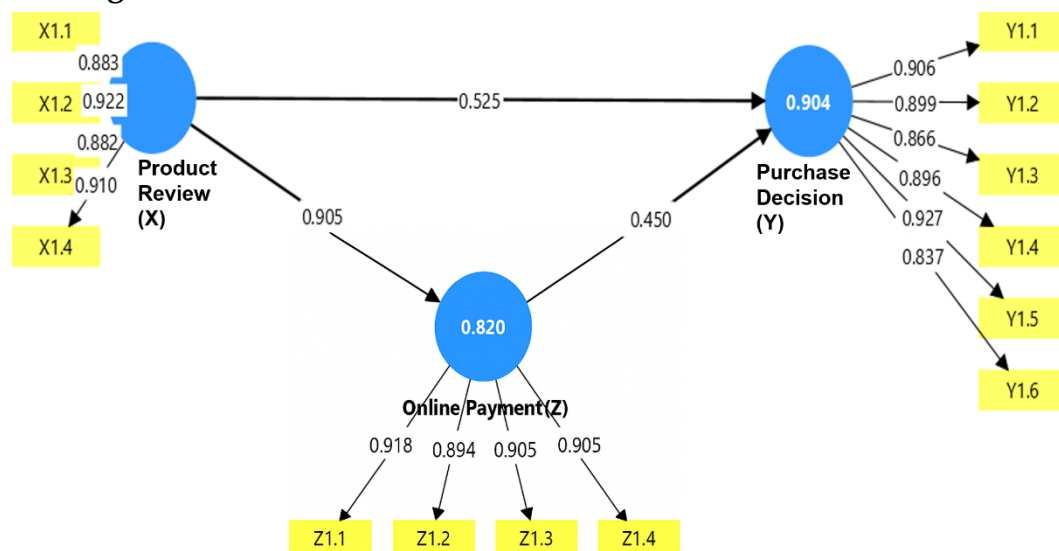 X1.1
0.883
X1.2
0.922
0.882
X1.3
0.910
X1.4
Product
Review
(X)
0.525
0.905
0.450
0.904
Purchase
Decision
(Y)
0.906
0.899
0.866
0.896
0.927
0.837
Y1.1
Y1.2
Y1.3
Y1.4
Y1.5
Y1.6
0.820
Online Payment (Z)
0.918
0.894
0.905
0.905
Z1.1
Z1.2
Z1.3
Z1.4